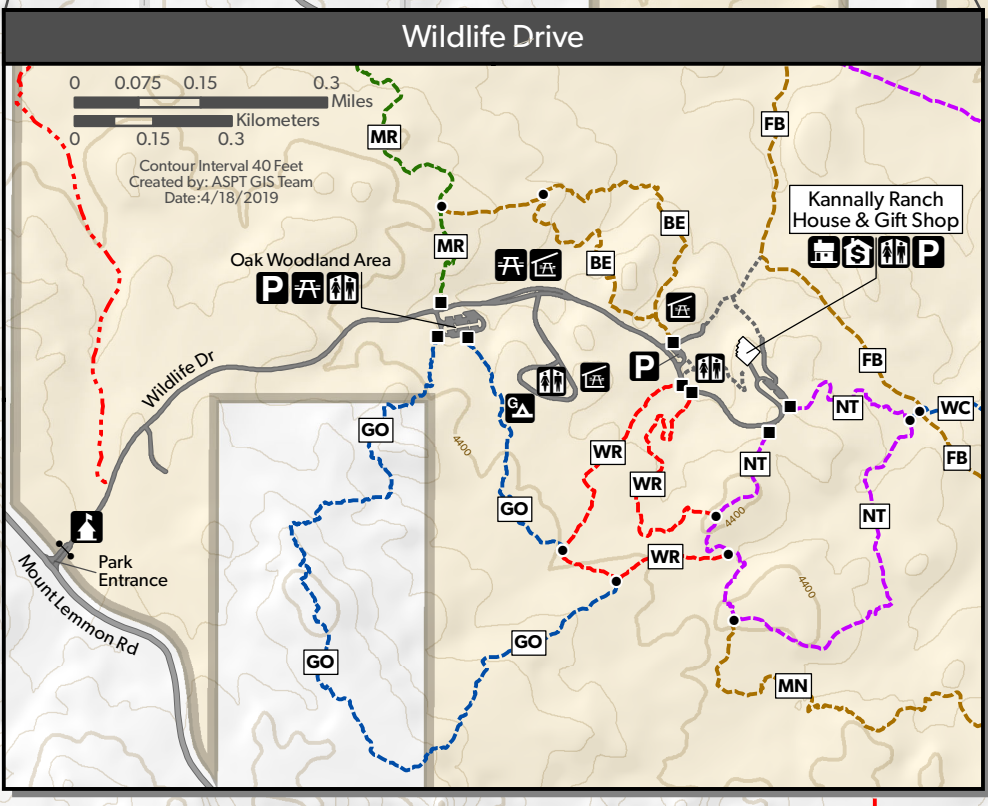 Wildlife Drive
0 0.075 0.15 0.3
Miles
Kilometers
0 0.15 0.3
Contour Interval 40 Feet
Created by: ASPT GIS Team
Date:4/18/2019
MR
FB
Kannally Ranch
House & Gift Shop
$
P
BE
MR
Oak Woodland Area
P
BE
P
FB
Wildlife Dr
G
NT
WC
GO
4400
WR
NT
FB
WR
GO
4400
NT
WR
Park
Entrance
Mount Lemmon Rd
4400
GO
GO
MN